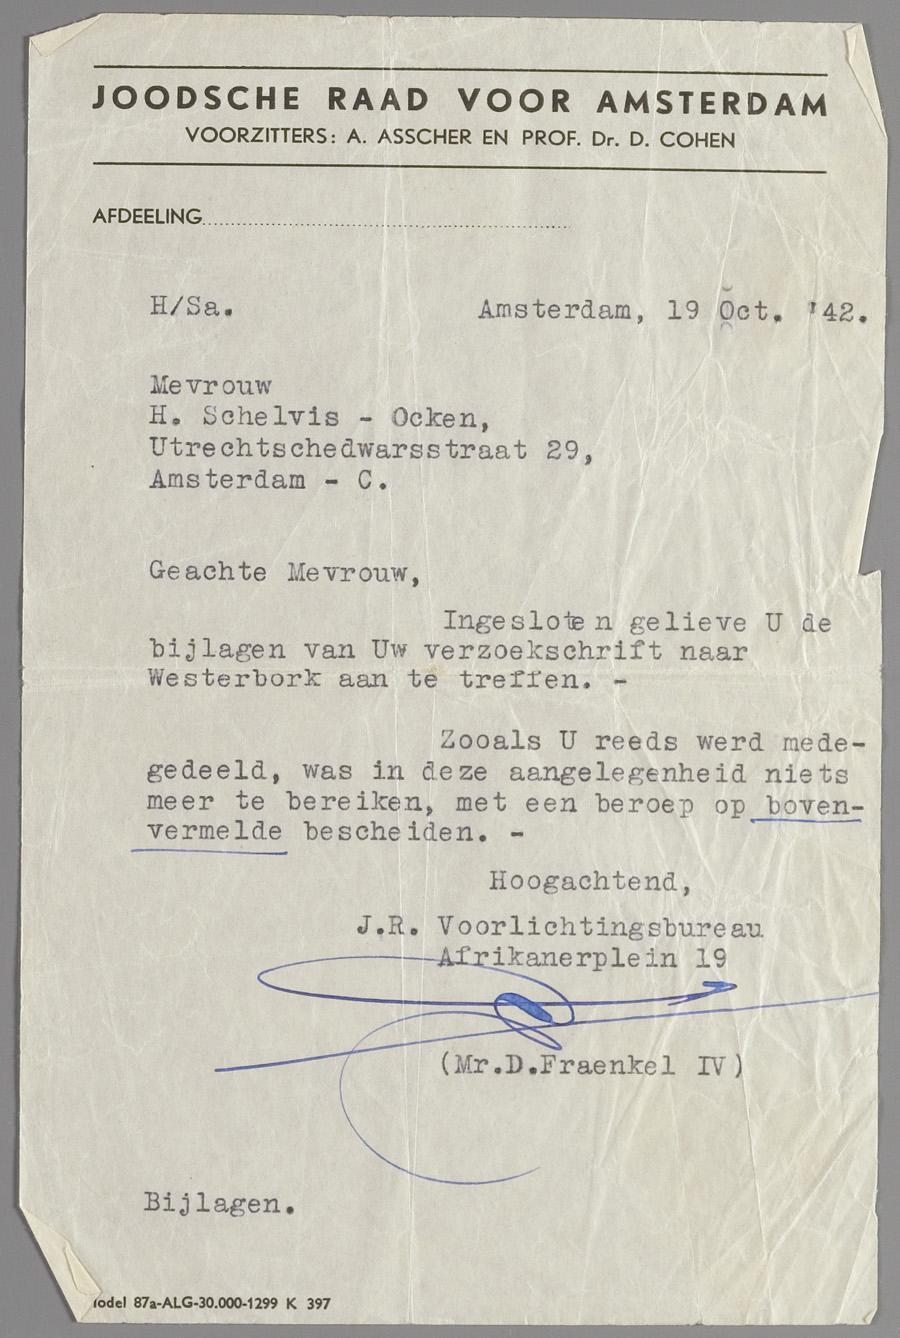 JOODSCHE RAAD VOOR AMSTERDAM
VOORZITTERS: A. ASSCHER EN PROF. Dr. D. COHEN
AFDEELING
H/Sa. Amsterdam, 19 Oct. '42.
Mevrouw
H. Schelvis - Ocken,
Utrechtschedwarsstraat 29,
Amsterdam - C.
Geachte Mevrouw,
Ingesloten gelieve U de
bijlagen van Uw verzoekschrift naar
Westerbork aan te treffen. -
Zooals U reeds werd mede-
gedeeld, was in deze aangelegenheid niets
meer te bereiken, met een beroep op boven-
vermelde bescheiden. -
Hoogachtend,
J.R. Voorlichtingsbureau
Afrikanerplein 19
(Mr.D.Fraenkel IV)
Bijlagen.
odel 87a-ALG-30.000-1299 K 397